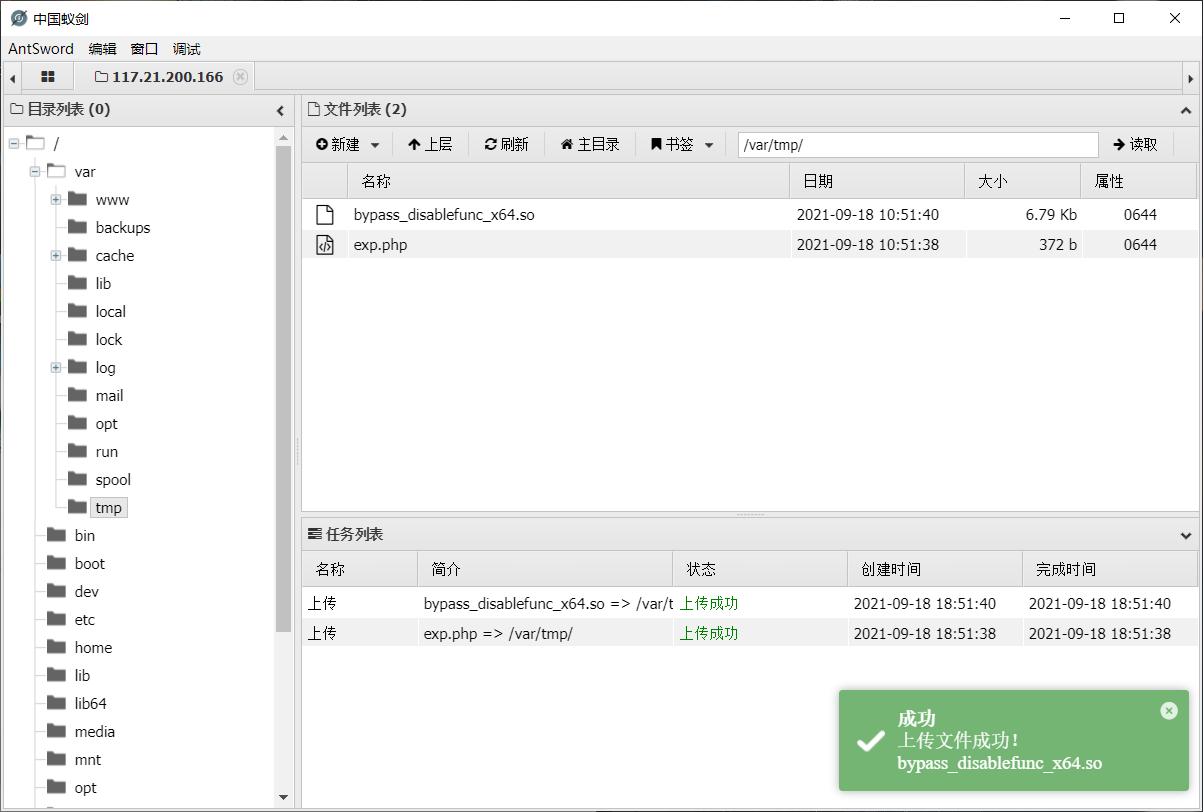 中国蚁剑
AntSword 编辑 窗口 调试
117.21.200.166
目录列表 (0)
/
var
www
backups
cache
lib
local
lock
log
mail
opt
run
spool
tmp
bin
boot
dev
etc
home
lib
lib64
media
mnt
opt
文件列表 (2)
新建 上层 刷新 主目录 书签 /var/tmp/ 读取
名称 日期 大小 属性
bypass_disablefunc_x64.so 2021-09-18 10:51:40 6.79 Kb 0644
exp.php 2021-09-18 10:51:38 372 b 0644
任务列表
名称 简介 状态 创建时间 完成时间
上传 bypass_disablefunc_x64.so => /var/t 上传成功 2021-09-18 18:51:40 2021-09-18 18:51:40
上传 exp.php => /var/tmp/ 上传成功 2021-09-18 18:51:38 2021-09-18 18:51:38
成功
上传文件成功!
bypass_disablefunc_x64.so